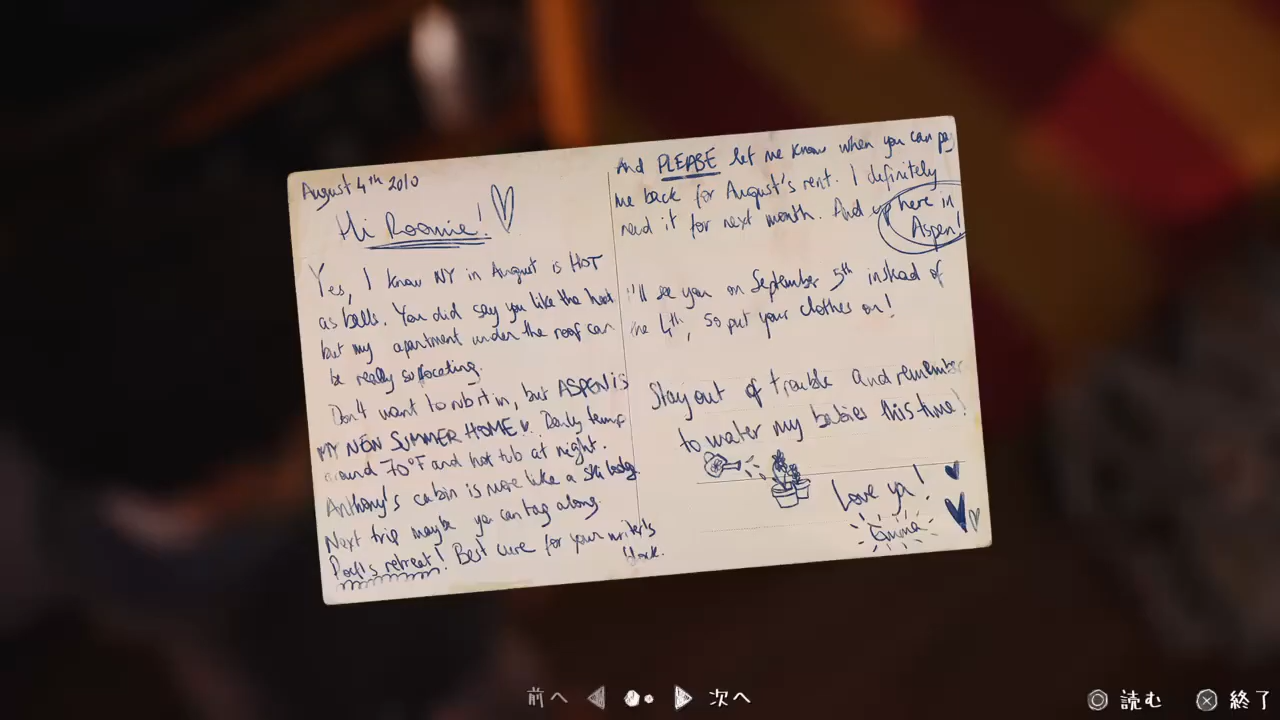 August 4th 2010
Hi Roomie!
Yes, I know NY in August is HOT
as balls. You did say you like the heat
but my apartment under the roof can
be really suffocating.
Don't want to rub it in, but ASPEN is
MY NEW SUMMER HOME. Daily temp
around 70°F and hot tub at night.
Anthony's cabin is more like a ski lodge.
Next trip maybe you can tag along.
Poet's retreat! Best cure for your writer's
block.
And PLEASE let me know when you can pay
me back for August's rent. I definitely
need it for next month. And up here in
Aspen!
I'll see you on September 5th instead of
the 4th, so put your clothes on!
Stay out of trouble and remember
to water my babies this time!
Love ya!
Emma
前へ 次へ
読む 終了